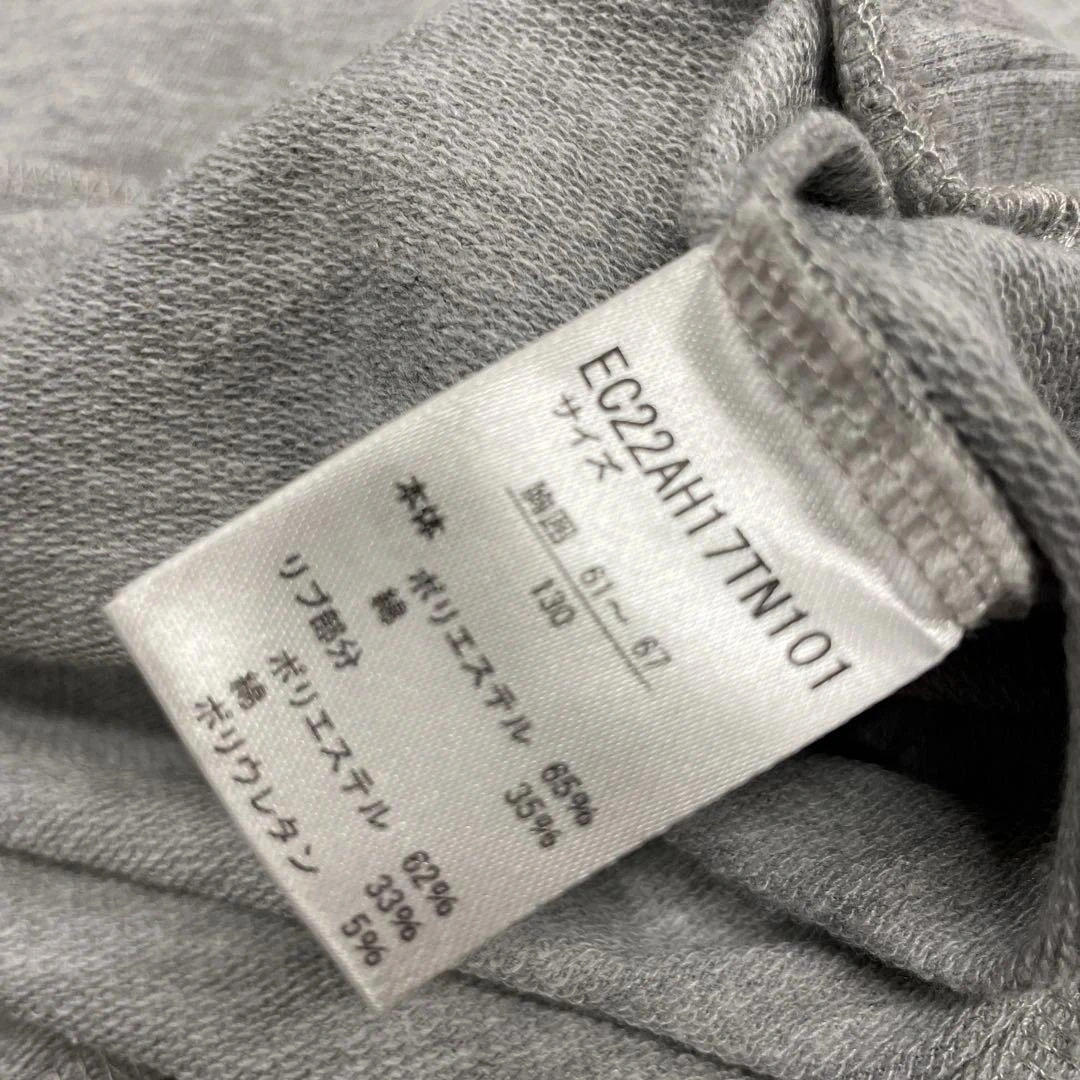 EC22AH17TN101
サイズ
胸囲 61～ 67
130
本体 ポリエステル 65%
綿 35%
リブ部分 ポリエステル 62%
綿 33%
ポリウレタン 5%